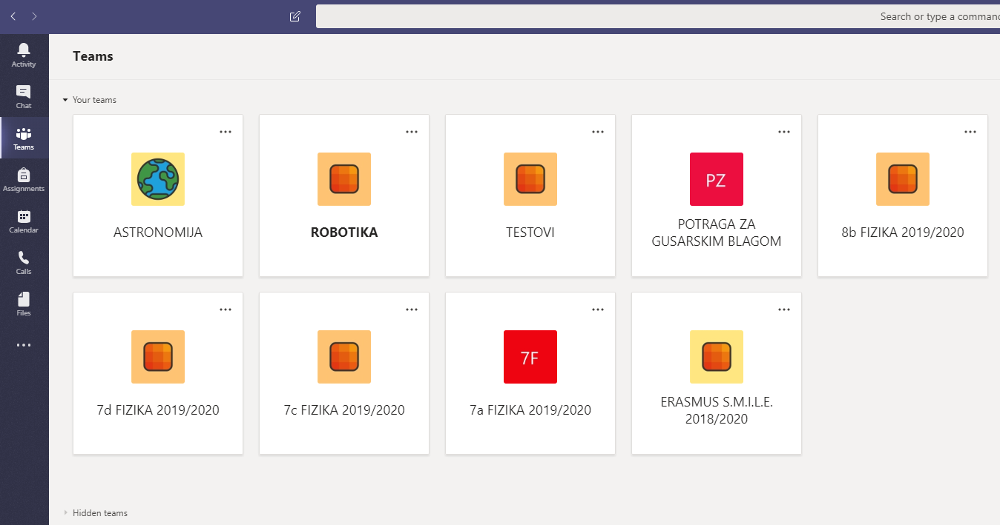 Search or type a command
Activity
Chat
Teams
Assignments
Calendar
Calls
Files
Teams
Your teams
ASTRONOMIJA
ROBOTIKA
TESTOVI
PZ
POTRAGA ZA
GUSARSKIM BLAGOM
8b FIZIKA 2019/2020
7d FIZIKA 2019/2020
7c FIZIKA 2019/2020
7F
7a FIZIKA 2019/2020
ERASMUS S.M.I.L.E.
2018/2020
Hidden teams